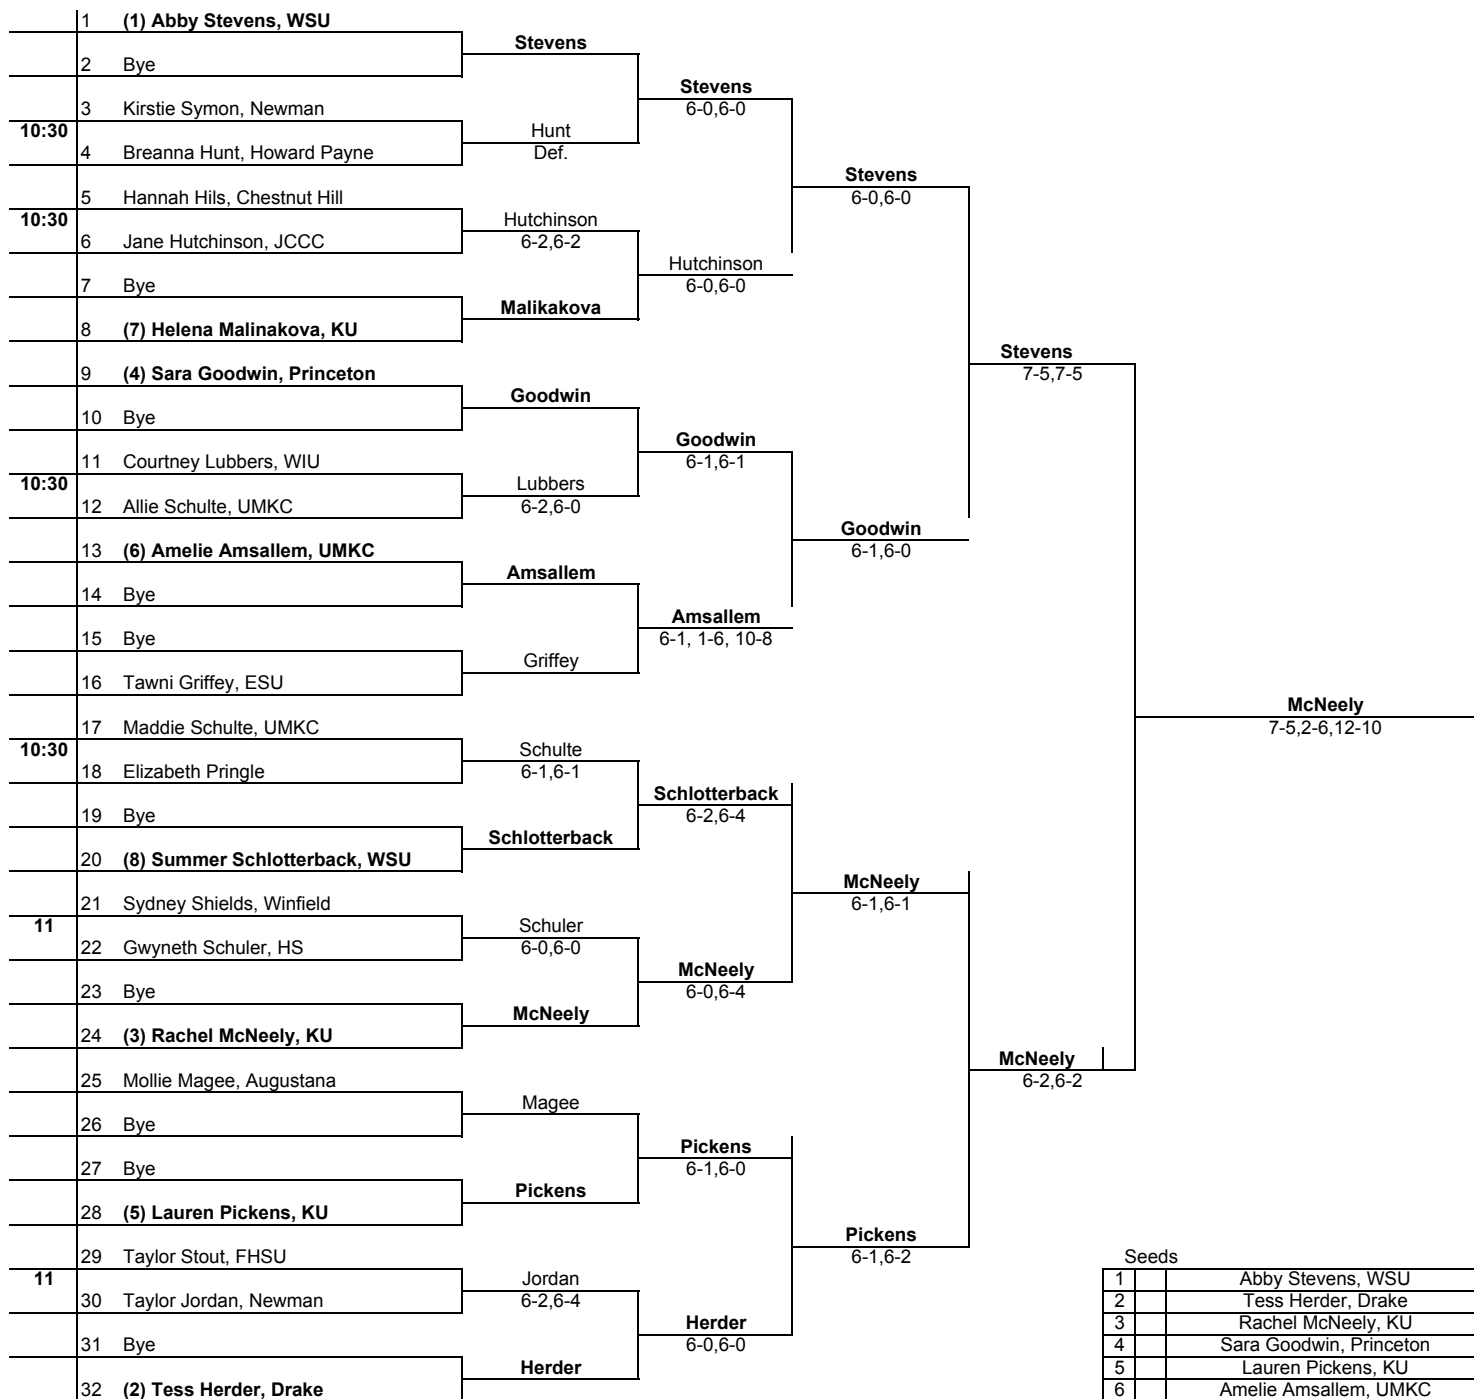 1 (1) Abby Stevens, WSU
Stevens
2 Bye
Stevens
3 Kirstie Symon, Newman
6-0,6-0
10:30
Hunt
4 Breanna Hunt, Howard Payne
Def.
Stevens
5 Hannah Hils, Chestnut Hill
6-0,6-0
10:30
Hutchinson
6 Jane Hutchinson, JCCC
6-2,6-2
Hutchinson
7 Bye
6-0,6-0
Malikakova
8 (7) Helena Malinakova, KU
Stevens
9 (4) Sara Goodwin, Princeton
7-5,7-5
Goodwin
10 Bye
Goodwin
11 Courtney Lubbers, WIU
6-1,6-1
10:30
Lubbers
12 Allie Schulte, UMKC
6-2,6-0
Goodwin
13 (6) Amelie Amsallem, UMKC
6-1,6-0
Amsallem
14 Bye
Amsallem
15 Bye
6-1, 1-6, 10-8
Griffey
16 Tawni Griffey, ESU
McNeely
17 Maddie Schulte, UMKC
7-5,2-6,12-10
10:30
Schulte
18 Elizabeth Pringle
6-1,6-1
Schlotterback
19 Bye
6-2,6-4
Schlotterback
20 (8) Summer Schlotterback, WSU
McNeely
21 Sydney Shields, Winfield
6-1,6-1
11
Schuler
22 Gwyneth Schuler, HS
6-0,6-0
McNeely
23 Bye
6-0,6-4
McNeely
24 (3) Rachel McNeely, KU
McNeely
25 Mollie Magee, Augustana
6-2,6-2
Magee
26 Bye
Pickens
27 Bye
6-1,6-0
Pickens
28 (5) Lauren Pickens, KU
Pickens
29 Taylor Stout, FHSU
6-1,6-2
11
Jordan
30 Taylor Jordan, Newman
6-2,6-4
Herder
31 Bye
6-0,6-0
Herder
32 (2) Tess Herder, Drake
Seeds
1 Abby Stevens, WSU
2 Tess Herder, Drake
3 Rachel McNeely, KU
4 Sara Goodwin, Princeton
5 Lauren Pickens, KU
6 Amelie Amsallem, UMKC